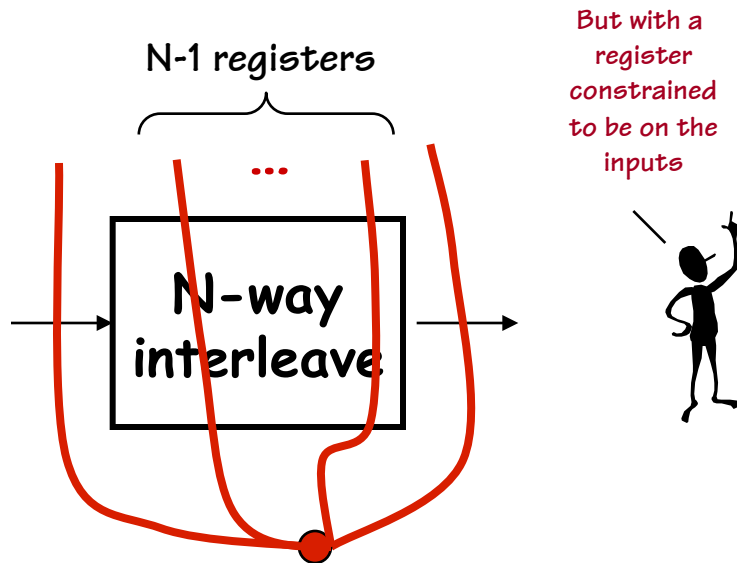 But with a
register
constrained
to be on the
inputs
N-1 registers
...
N-way
interleave